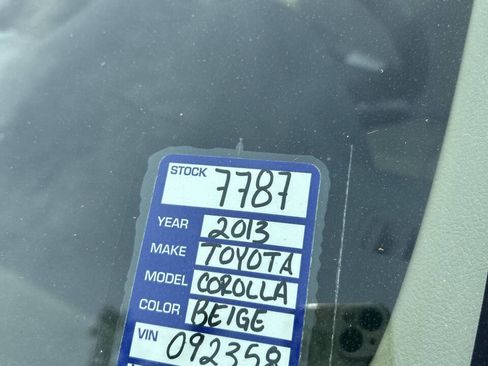 STOCK 7787
YEAR 2013
MAKE TOYOTA
MODEL COROLLA
COLOR BEIGE
VIN 092358